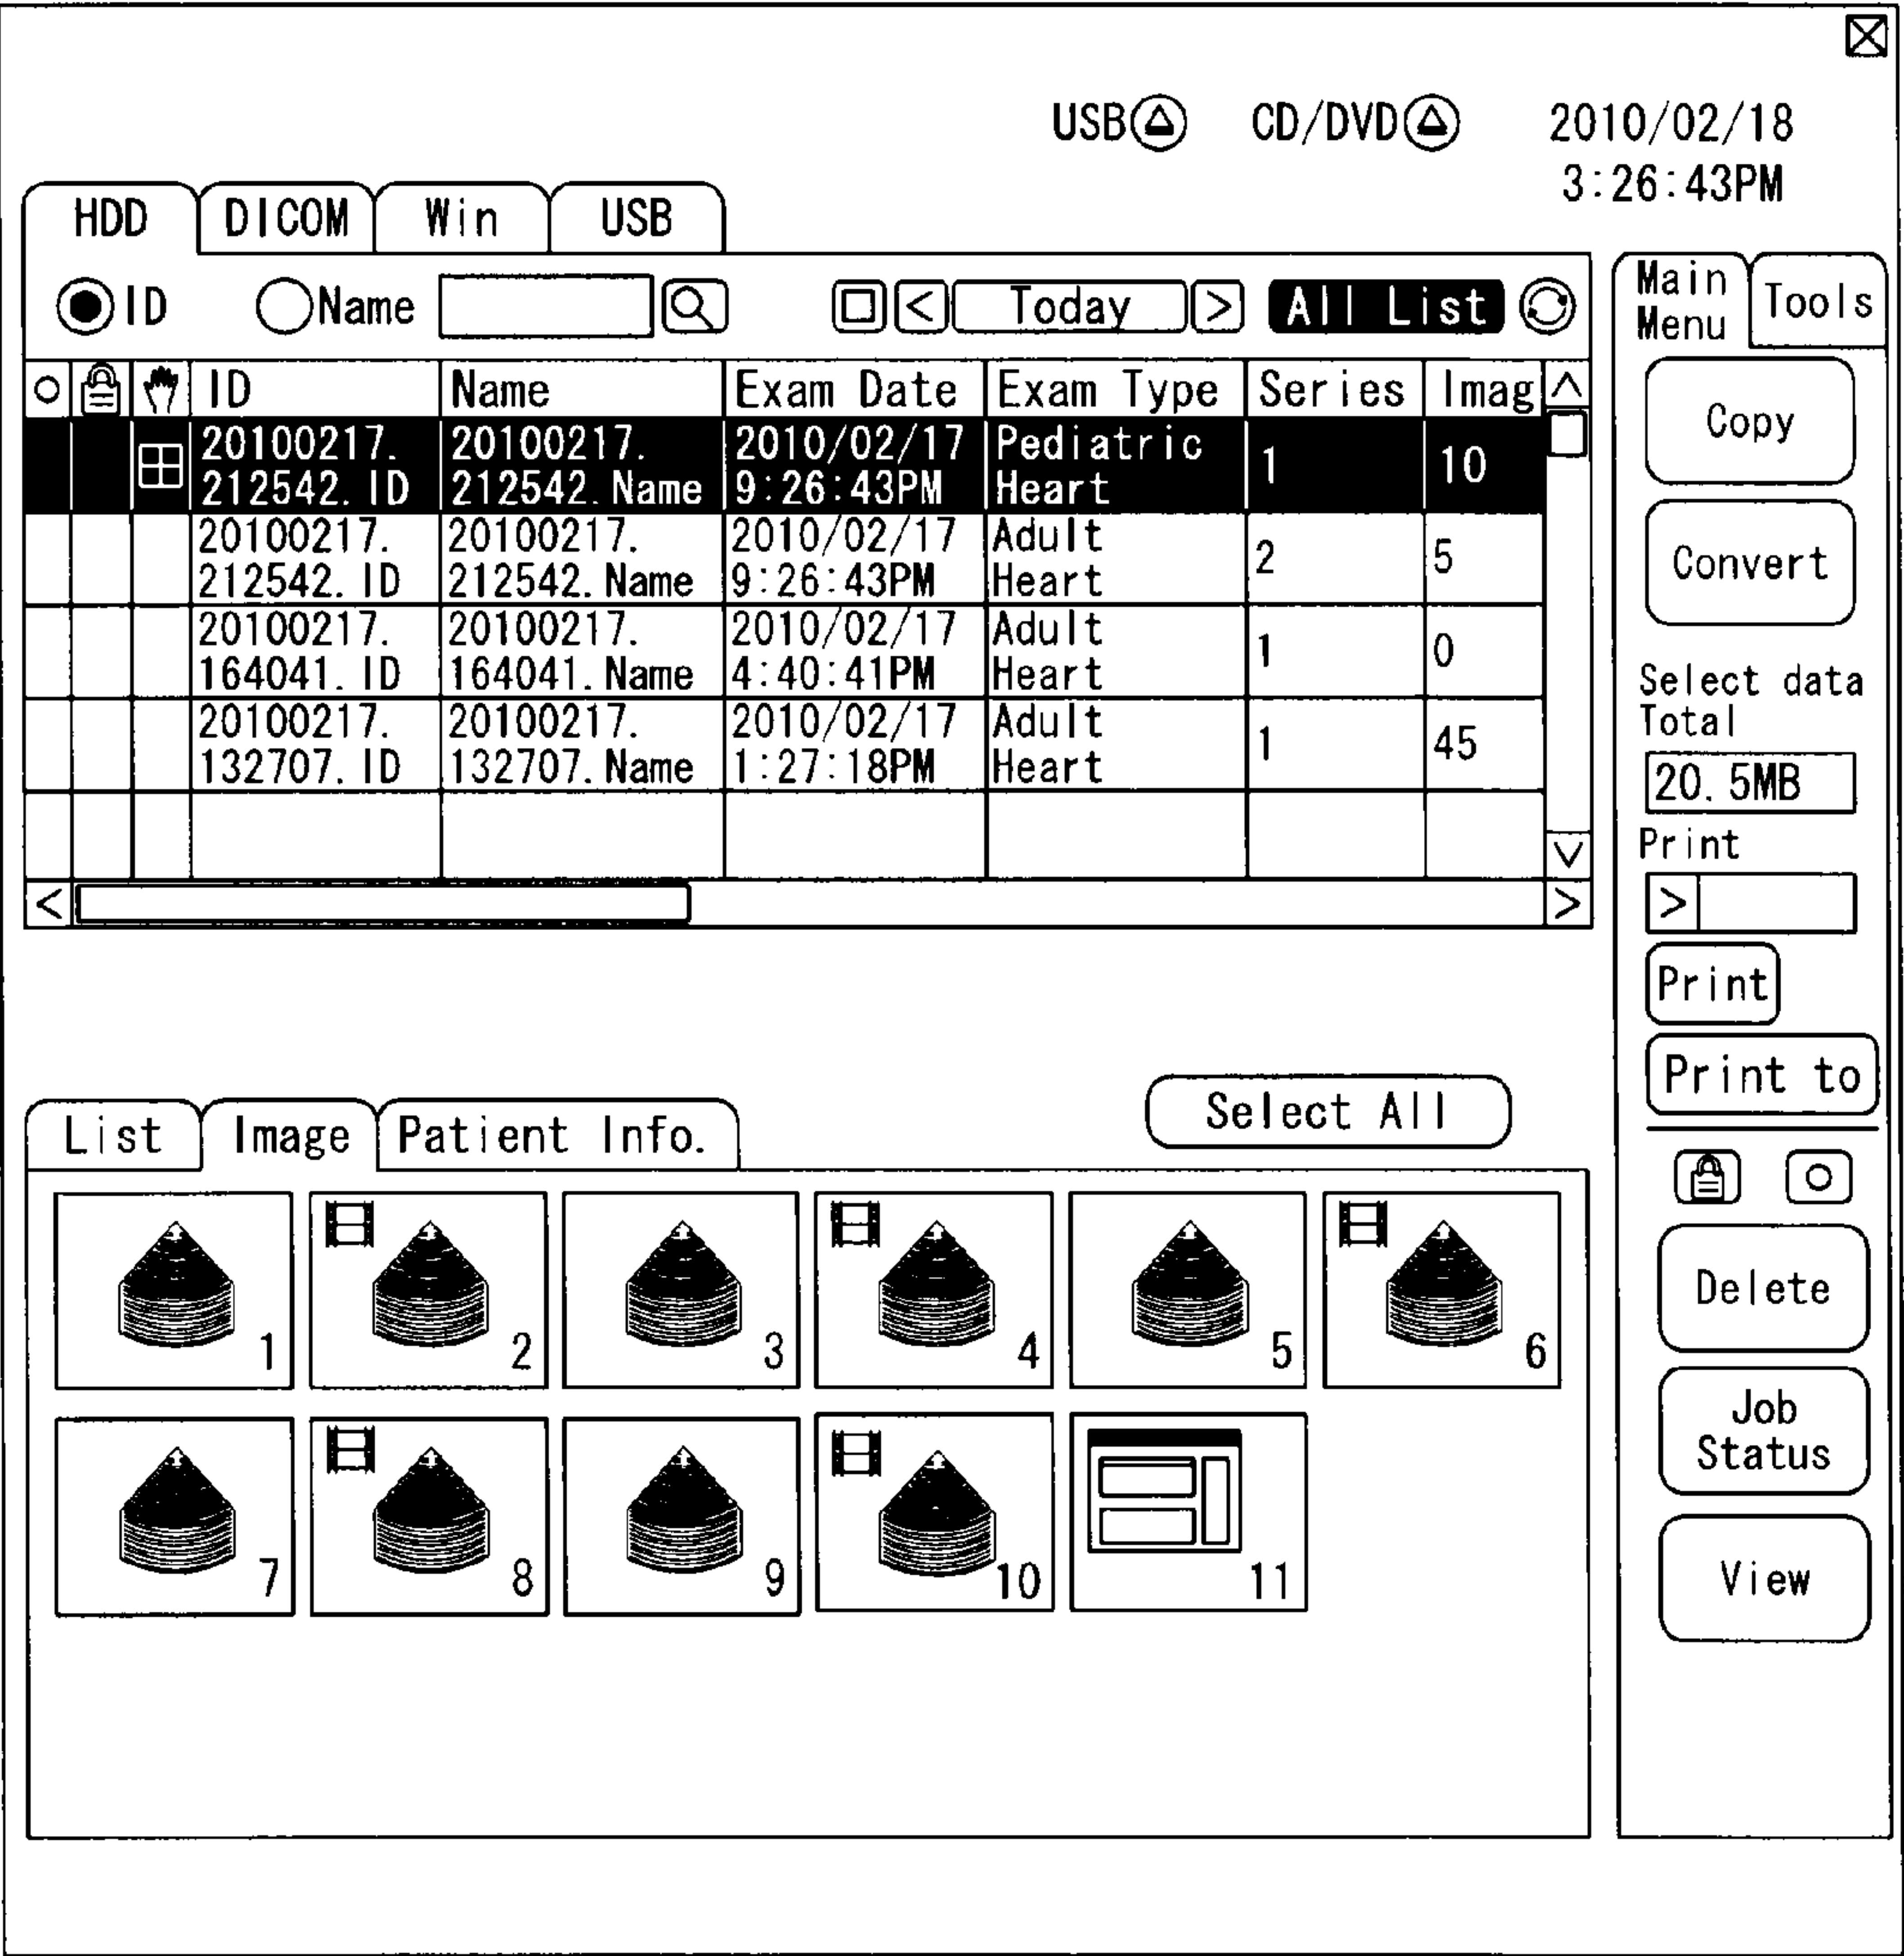 USB CD/DVD 2010/02/18
3:26:43PM
HDD DICOM Win USB
ID Name < Today > All List
Main Menu Tools
ID Name Exam Date Exam Type Series Imag
20100217. 20100217. 2010/02/17 Pediatric 1 10
212542.ID 212542.Name 9:26:43PM Heart
20100217. 20100217. 2010/02/17 Adult 2 5
212542.ID 212542.Name 9:26:43PM Heart
20100217. 20100217. 2010/02/17 Adult 1 0
164041.ID 164041.Name 4:40:41PM Heart
20100217. 20100217. 2010/02/17 Adult 1 45
132707.ID 132707.Name 1:27:18PM Heart
Copy
Convert
Select data
Total
20.5MB
Print
>
Print
Print to
List Image Patient Info. Select All
1 2 3 4 5 6
7 8 9 10 11
Delete
Job
Status
View